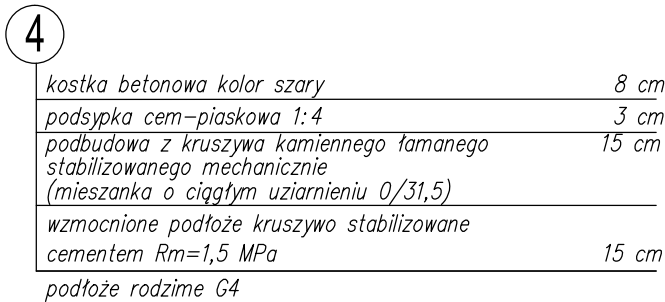 4
kostka betonowa kolor szary 8 cm
podsypka cem-piaskowa 1:4 3 cm
podbudowa z kruszywa kamiennego łamanego 15 cm
stabilizowanego mechanicznie
(mieszanka o ciągłym uziarnieniu 0/31,5)
wzmocnione podłoże kruszywo stabilizowane
cementem Rm=1,5 MPa 15 cm
podłoże rodzime G4